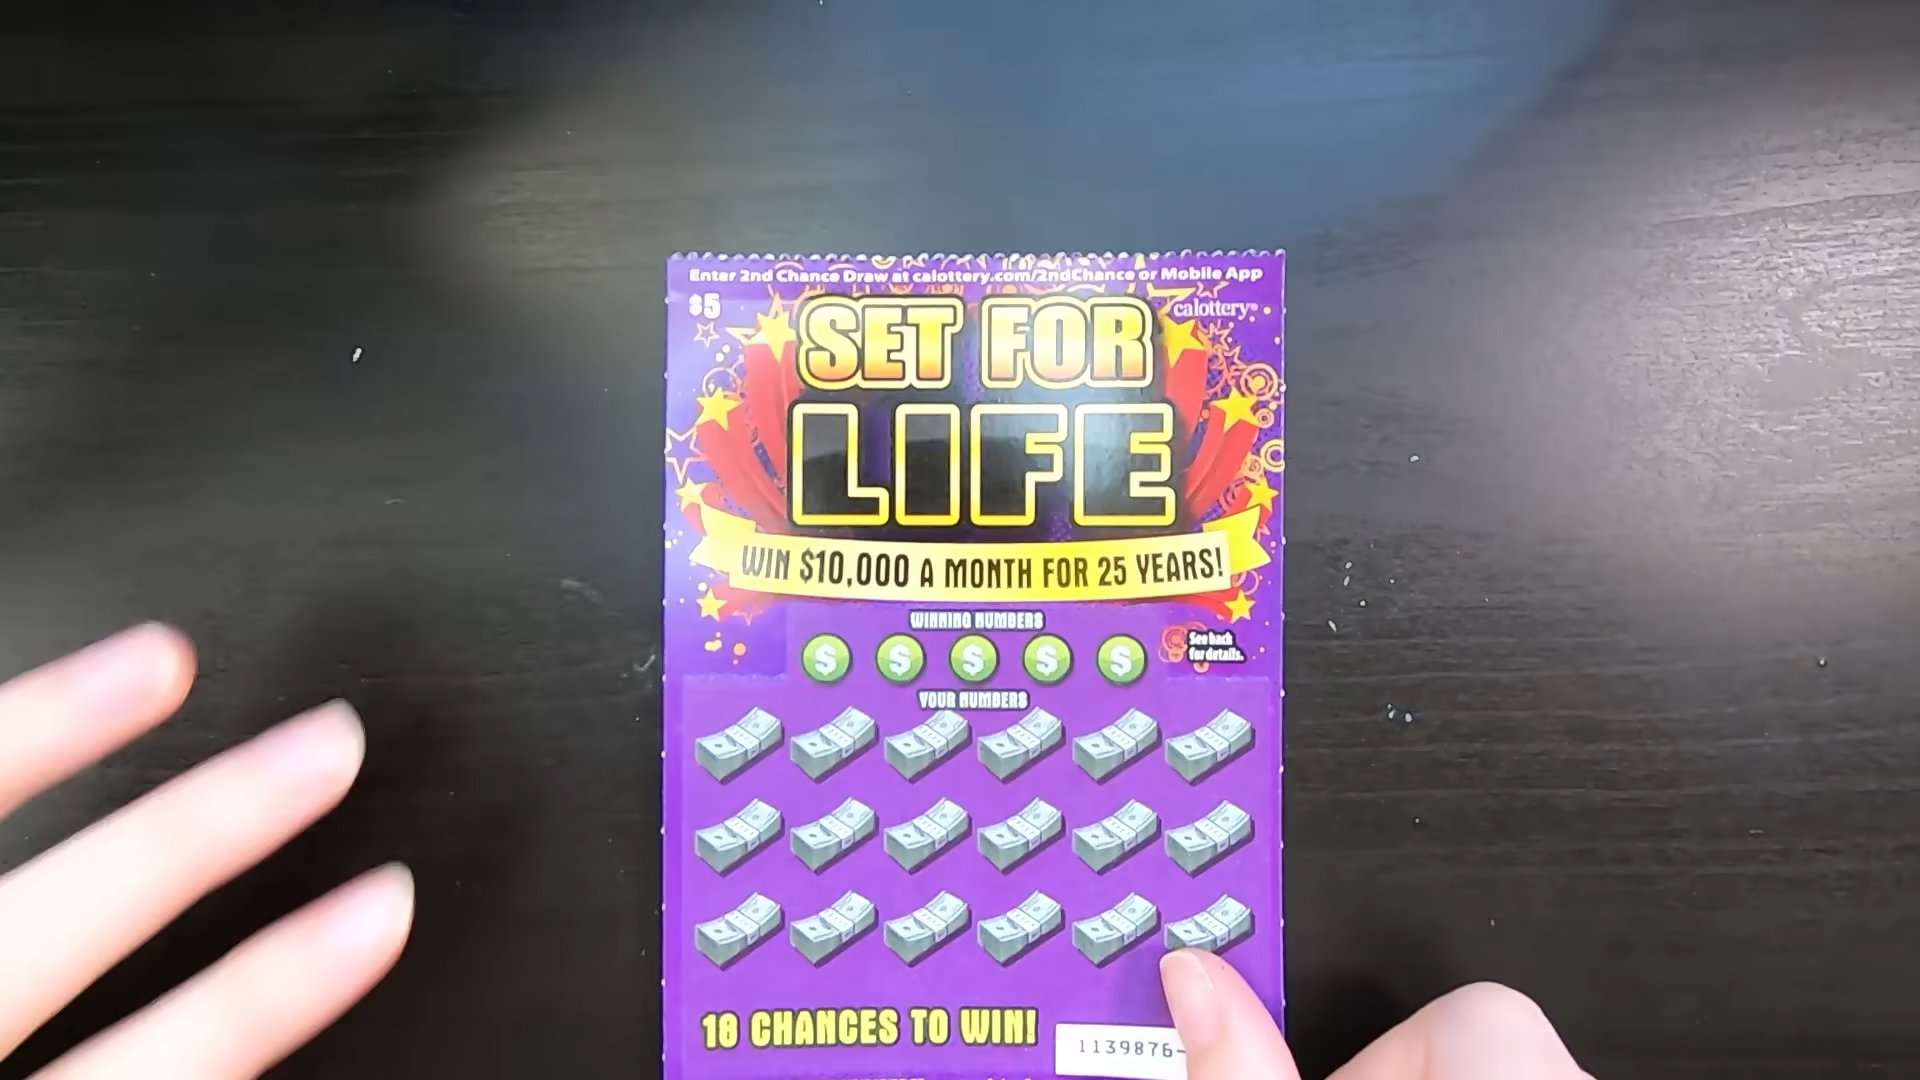 Enter 2nd Chance Draw at calottery.com/2ndChance or Mobile App
$5
calottery
SET FOR
LIFE
WIN $10,000 A MONTH FOR 25 YEARS!
WINNING NUMBERS
$ $ $ $ $
See back
for details.
YOUR NUMBERS
18 CHANCES TO WIN!
1139876-